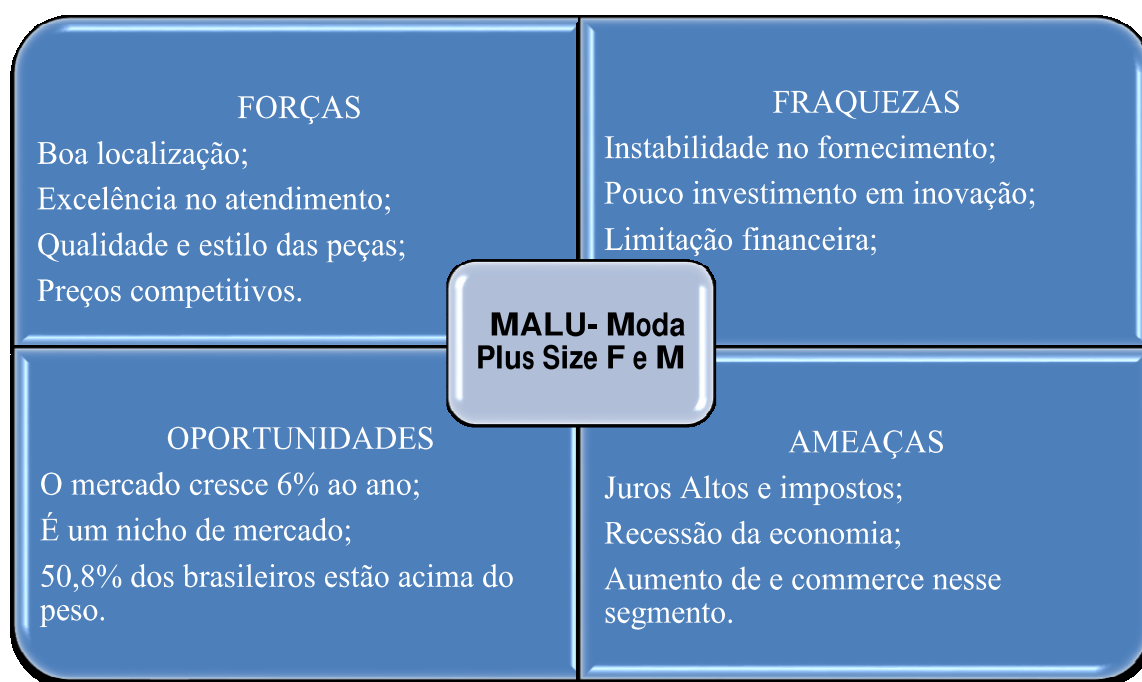 FORÇAS
Boa localização;
Excelência no atendimento;
Qualidade e estilo das peças;
Preços competitivos.
FRAQUEZAS
Instabilidade no fornecimento;
Pouco investimento em inovação;
Limitação financeira;
MALU- Moda
Plus Size F e M
OPORTUNIDADES
O mercado cresce 6% ao ano;
É um nicho de mercado;
50,8% dos brasileiros estão acima do
peso.
AMEAÇAS
Juros Altos e impostos;
Recessão da economia;
Aumento de e commerce nesse
segmento.